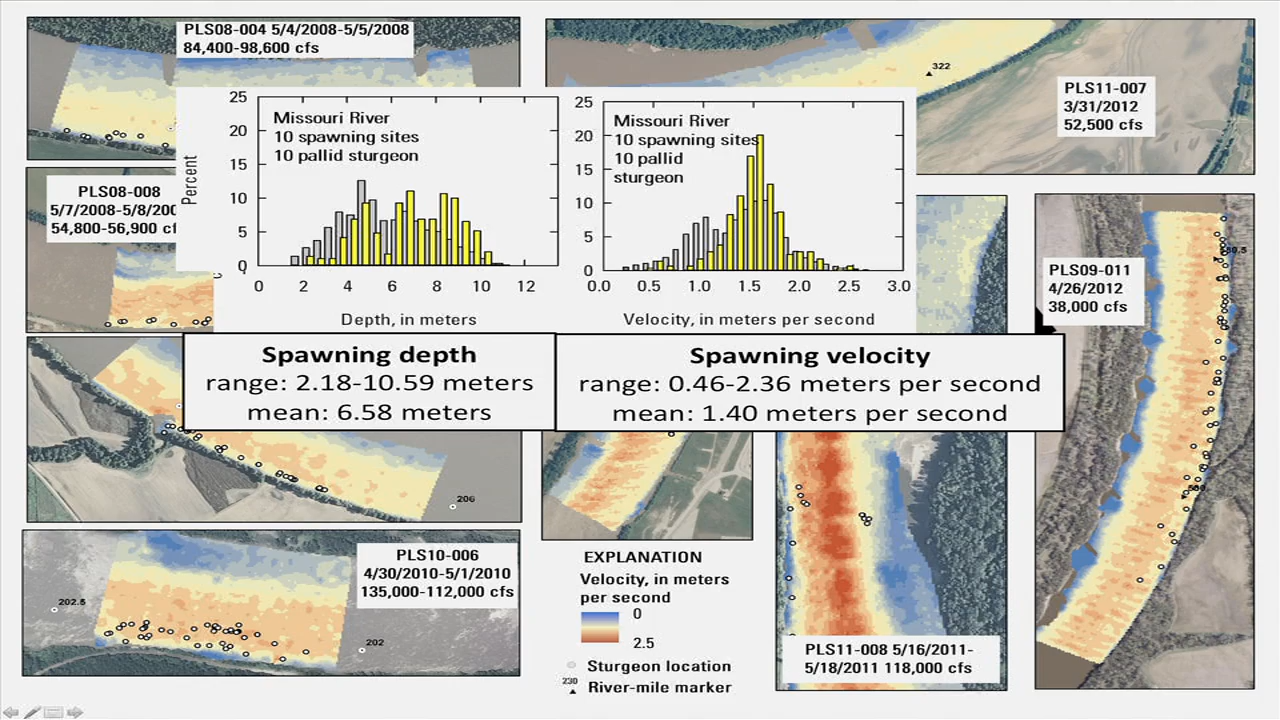 PLS08-004 5/4/2008-5/5/2008
84,400-98,600 cfs
322
PLS11-007
3/31/2012
52,500 cfs
PLS08-008
5/7/2008-5/8/200
54,800-56,900 cf
Percent
25
20
15
10
5
0
Missouri River
10 spawning sites
10 pallid sturgeon
0 2 4 6 8 10 12
Depth, in meters
25
20
15
10
5
0
Missouri River
10 spawning sites
10 pallid
sturgeon
0.0 0.5 1.0 1.5 2.0 2.5 3.0
Velocity, in meters per second
PLS09-011
4/26/2012
38,000 cfs
Spawning depth
range: 2.18-10.59 meters
mean: 6.58 meters
Spawning velocity
range: 0.46-2.36 meters per second
mean: 1.40 meters per second
206
PLS10-006
4/30/2010-5/1/2010
135,000-112,000 cfs
202.5
202
EXPLANATION
Velocity, in meters
per second
0
2.5
Sturgeon location
230
River-mile marker
PLS11-008 5/16/2011-
5/18/2011 118,000 cfs